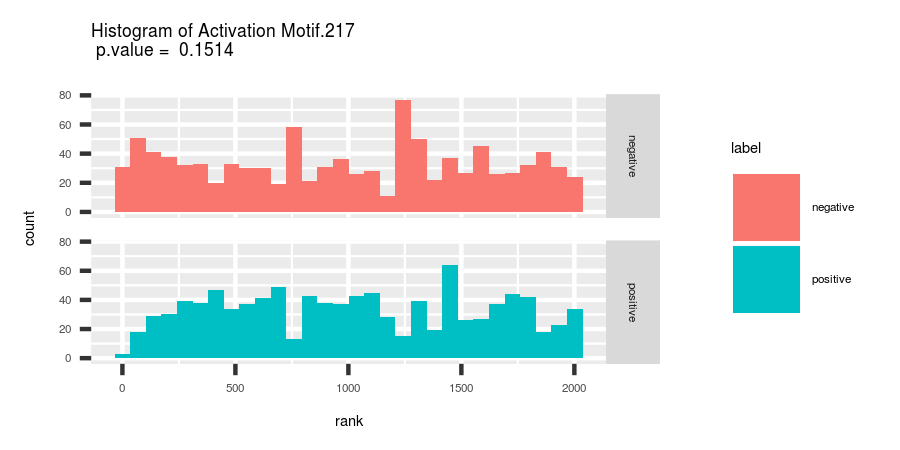 Histogram of Activation Motif.217
p.value =  0.1514
count
80
60
40
20
0
negative
80
60
40
20
0
positive
0
500
1000
1500
2000
rank
label
negative
positive